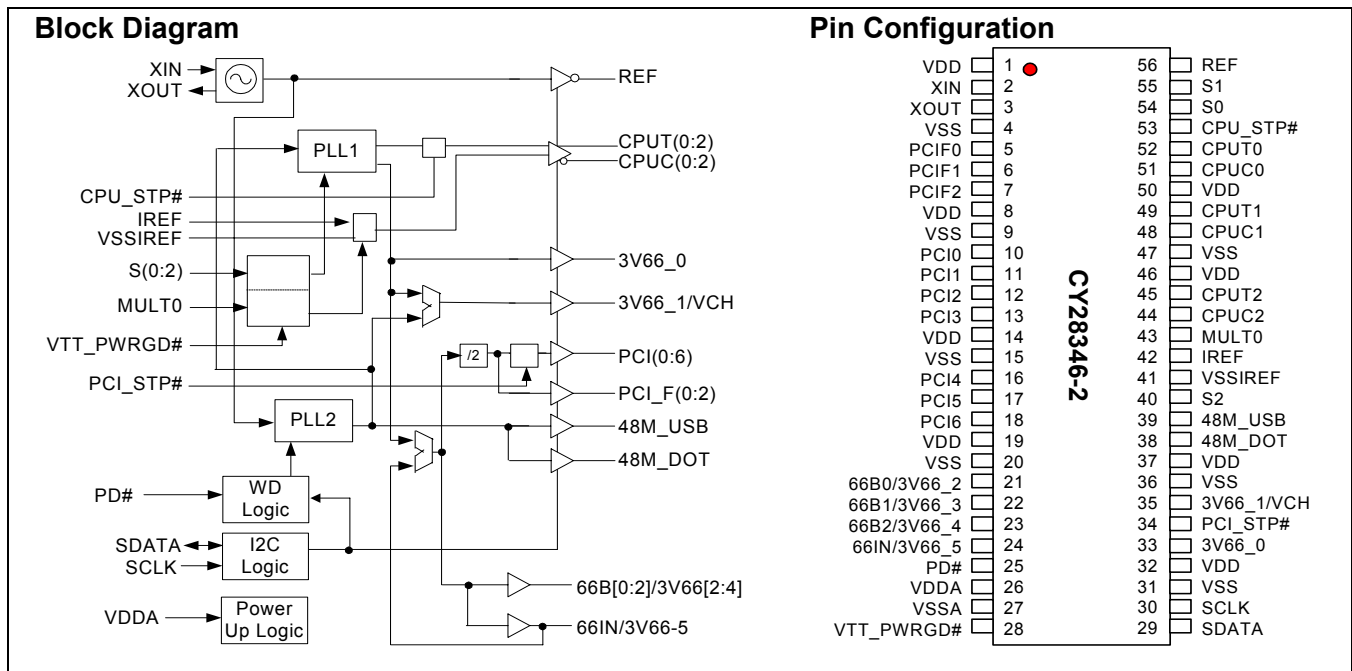 Block Diagram
XIN
XOUT
REF
PLL1
CPUT(0:2)
CPUC(0:2)
CPU_STP#
IREF
VSSIREF
S(0:2)
MULT0
VTT_PWRGD#
PCI_STP#
3V66_0
3V66_1/VCH
/2
PCI(0:6)
PCI_F(0:2)
PLL2
48M_USB
48M_DOT
PD#
WD
Logic
SDATA
SCLK
I2C
Logic
VDDA
Power
Up Logic
66B[0:2]/3V66[2:4]
66IN/3V66-5
Pin Configuration
VDD 1 56 REF
XIN 2 55 S1
XOUT 3 54 S0
VSS 4 53 CPU_STP#
PCIF0 5 52 CPUT0
PCIF1 6 51 CPUC0
PCIF2 7 50 VDD
VDD 8 49 CPUT1
VSS 9 48 CPUC1
PCI0 10 47 VSS
PCI1 11 46 VDD
PCI2 12 45 CPUT2
PCI3 13 44 CPUC2
VDD 14 43 MULT0
VSS 15 42 IREF
PCI4 16 41 VSSIREF
PCI5 17 40 S2
PCI6 18 39 48M_USB
VDD 19 38 48M_DOT
VSS 20 37 VDD
66B0/3V66_2 21 36 VSS
66B1/3V66_3 22 35 3V66_1/VCH
66B2/3V66_4 23 34 PCI_STP#
66IN/3V66_5 24 33 3V66_0
PD# 25 32 VDD
VDDA 26 31 VSS
VSSA 27 30 SCLK
VTT_PWRGD# 28 29 SDATA
CY28346-2